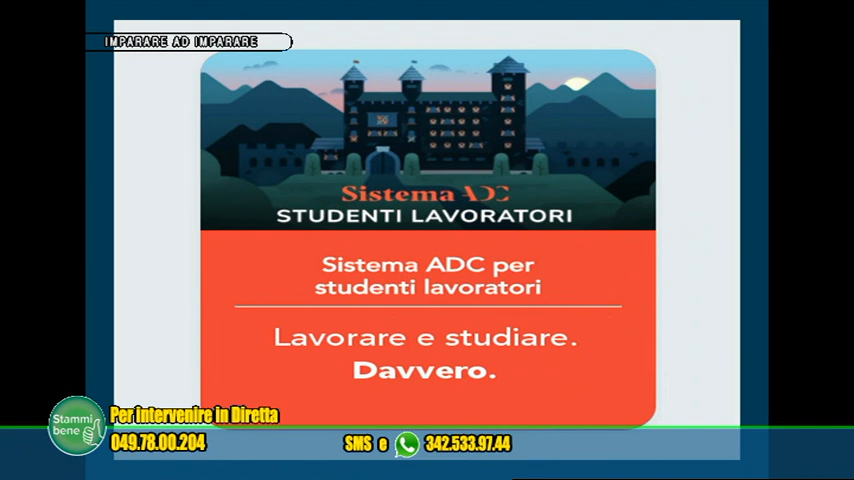 IMPARARE AD IMPARARE
Sistema ADC
STUDENTI LAVORATORI
Sistema ADC per
studenti lavoratori
Lavorare e studiare.
Davvero.
Stammi
bene
Per intervenire in Diretta
049.78.00.204
SMS e 342.533.97.44